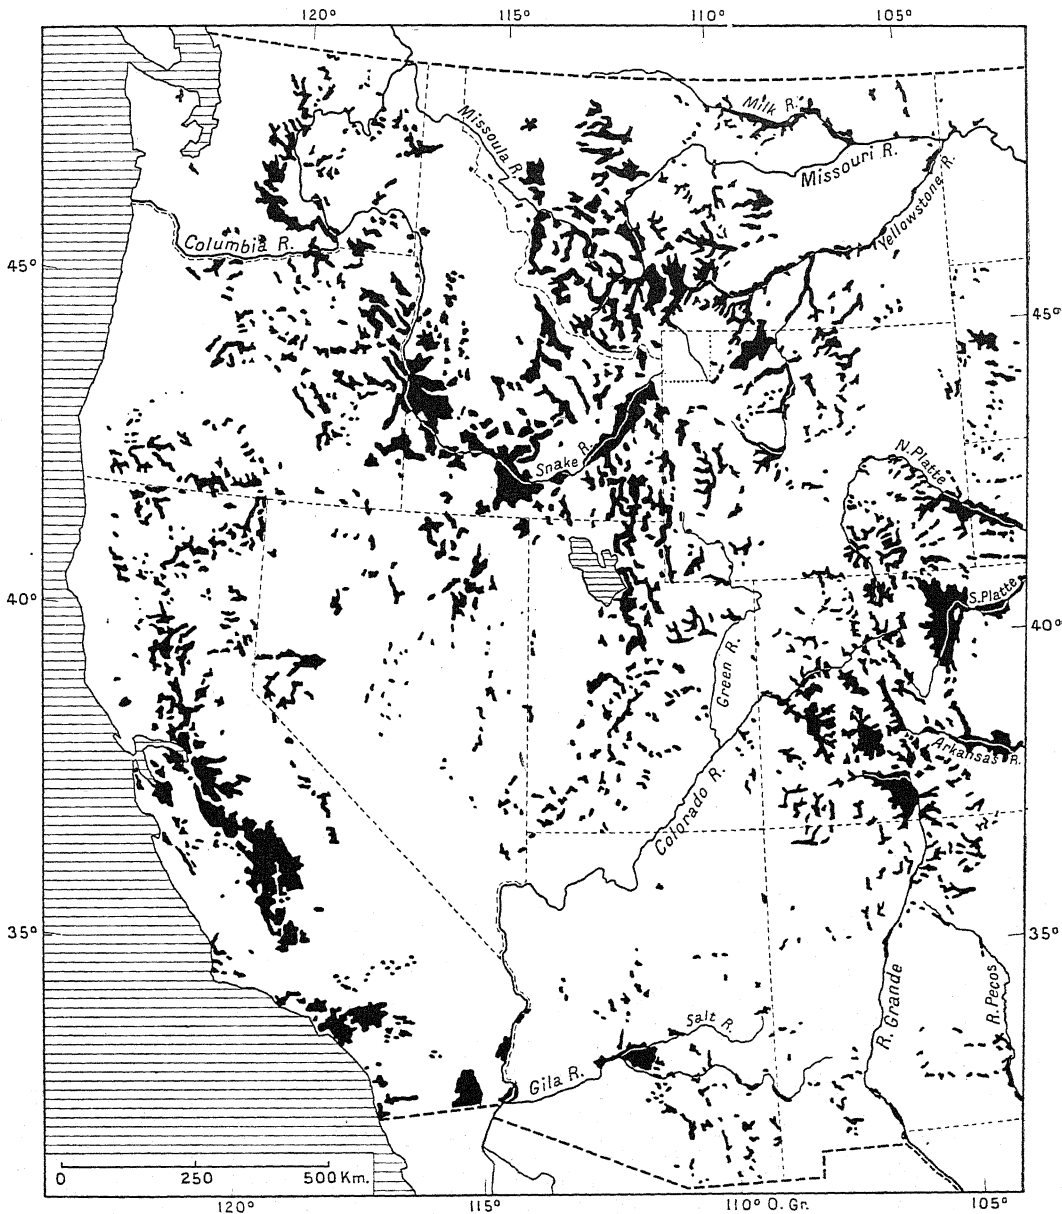 120° 115° 110° 105°
Milk R.
Missoula R.
Missouri R.
Yellowstone R.
Columbia R.
45°
45°
Snake R.
N. Platte
S. Platte
40°
40°
Green R.
Arkansas R.
Colorado R.
35°
35°
R. Grande
R. Pecos
Salt R.
Gila R.
0 250 500 Km.
120° 115° 110° O. Gr. 105°